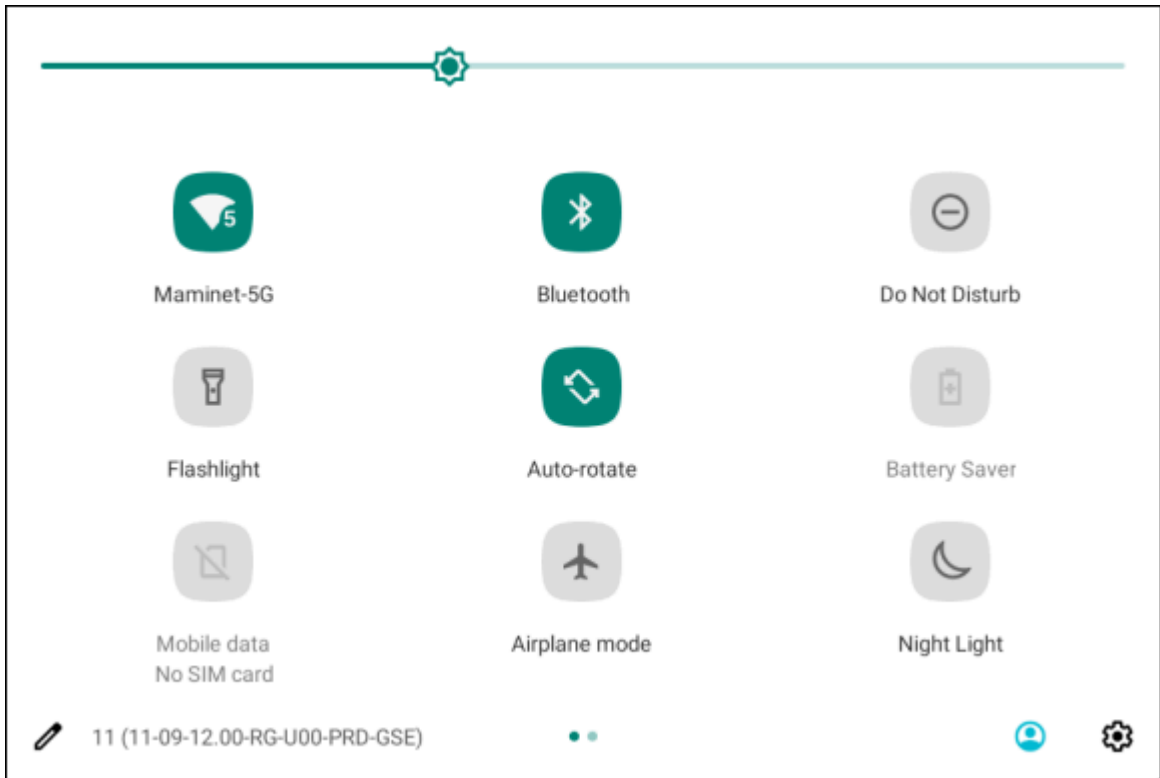 5
Maminet-5G
Bluetooth
Do Not Disturb
Flashlight
Auto-rotate
Battery Saver
Mobile data
No SIM card
Airplane mode
Night Light
11 (11-09-12.00-RG-U00-PRD-GSE)